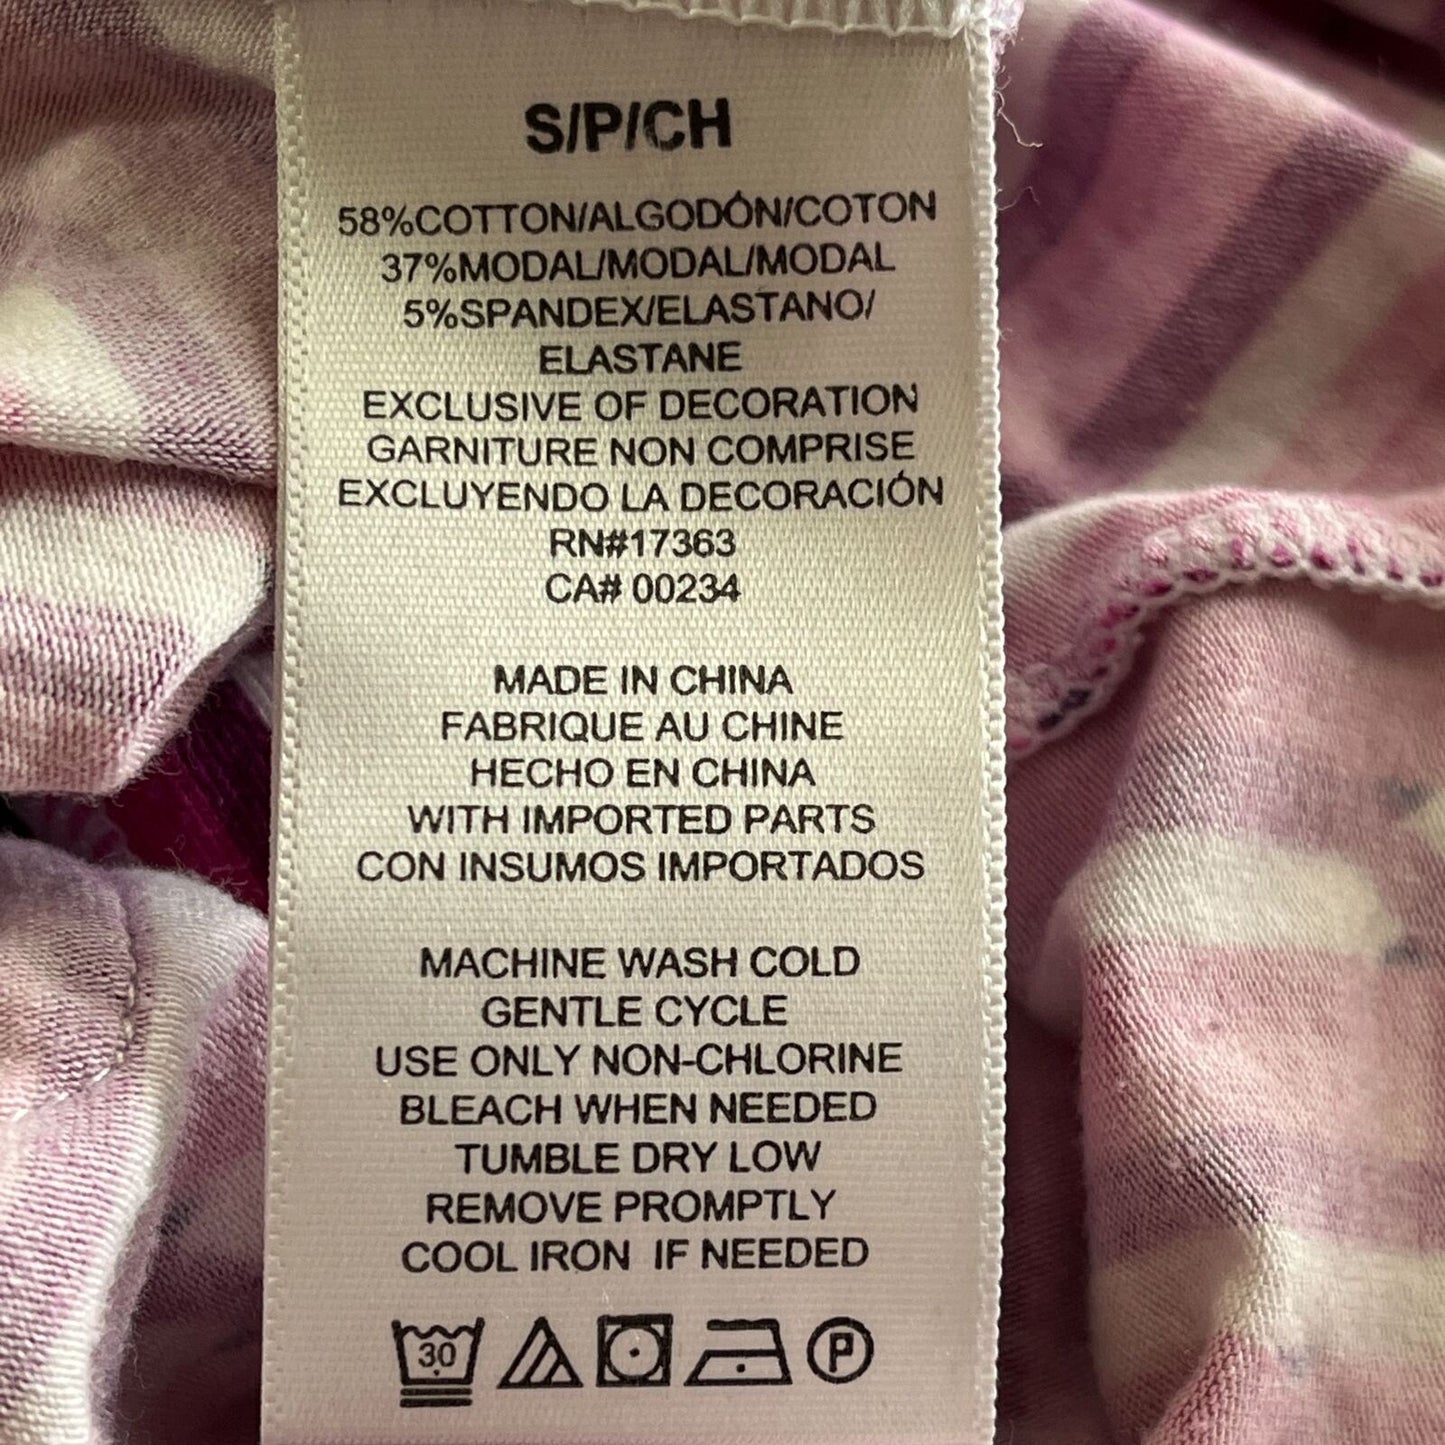 S/P/CH
58%COTTON/ALGODÓN/COTON
37%MODAL/MODAL/MODAL
5%SPANDEX/ELASTANO/
ELASTANE
EXCLUSIVE OF DECORATION
GARNITURE NON COMPRISE
EXCLUYENDO LA DECORACIÓN
RN#17363
CA# 00234
MADE IN CHINA
FABRIQUE AU CHINE
HECHO EN CHINA
WITH IMPORTED PARTS
CON INSUMOS IMPORTADOS
MACHINE WASH COLD
GENTLE CYCLE
USE ONLY NON-CHLORINE
BLEACH WHEN NEEDED
TUMBLE DRY LOW
REMOVE PROMPTLY
COOL IRON IF NEEDED
30 P